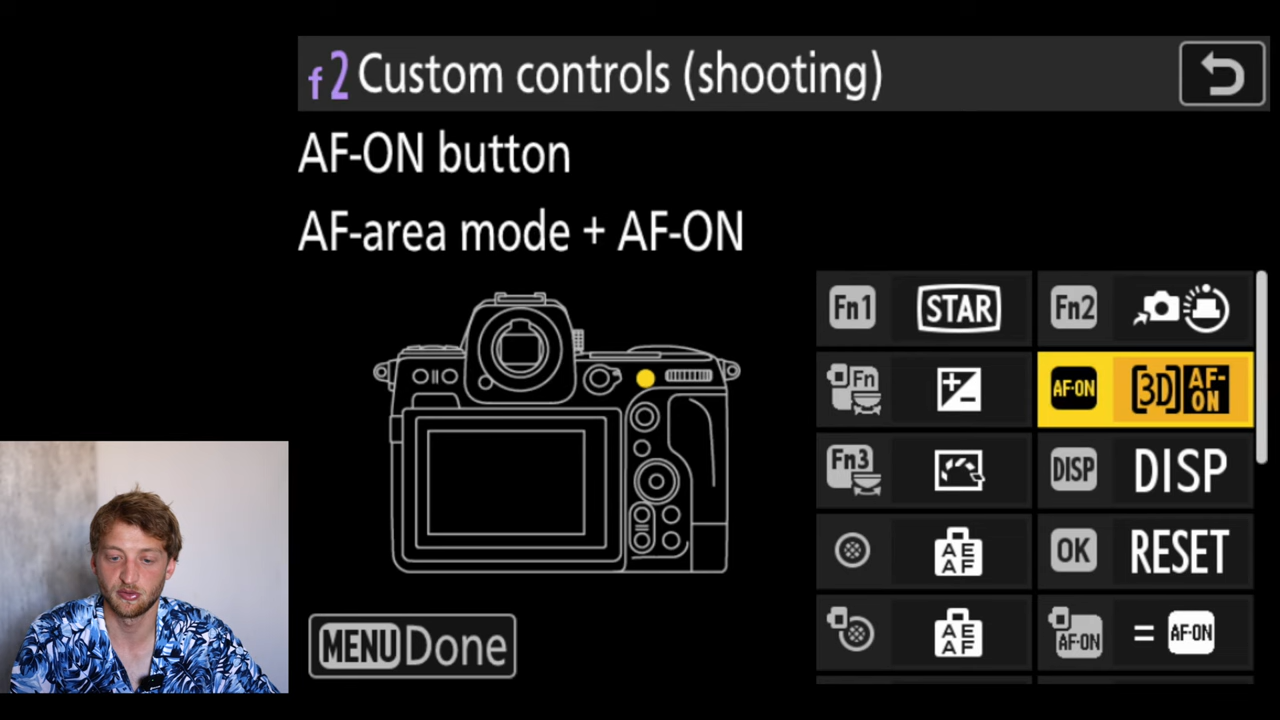 f2 Custom controls (shooting)
AF-ON button
AF-area mode + AF-ON
Fn1 STAR Fn2
Fn AF-ON [3D] AF-ON
Fn3 DISP DISP
AE AF OK RESET
AE AF AF-ON = AF-ON
MENU Done